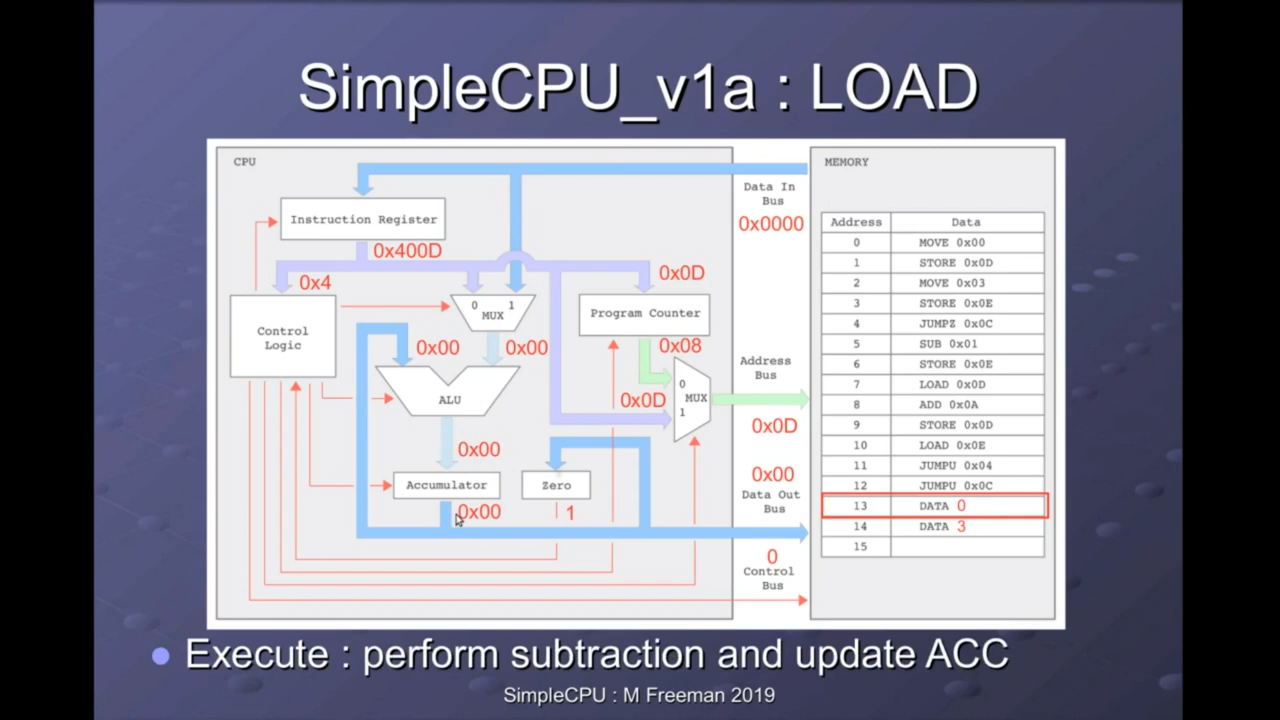 SimpleCPU_v1a : LOAD
CPU
MEMORY
Data In
Bus
0x0000
Instruction Register
0x400D
0x4
0x0D
0 1
MUX
Program Counter
Control
Logic
0x00
0x00
0x08
ALU
0x0D
0
MUX
1
Address
Bus
0x0D
0x00
Accumulator
Zero
0x00
Data Out
Bus
0x00
1
0
Control
Bus
Address Data
0 MOVE 0x00
1 STORE 0x0D
2 MOVE 0x03
3 STORE 0x0E
4 JUMPZ 0x0C
5 SUB 0x01
6 STORE 0x0E
7 LOAD 0x0D
8 ADD 0x0A
9 STORE 0x0D
10 LOAD 0x0E
11 JUMPU 0x04
12 JUMPU 0x0C
13 DATA 0
14 DATA 3
15
Execute : perform subtraction and update ACC
SimpleCPU : M Freeman 2019